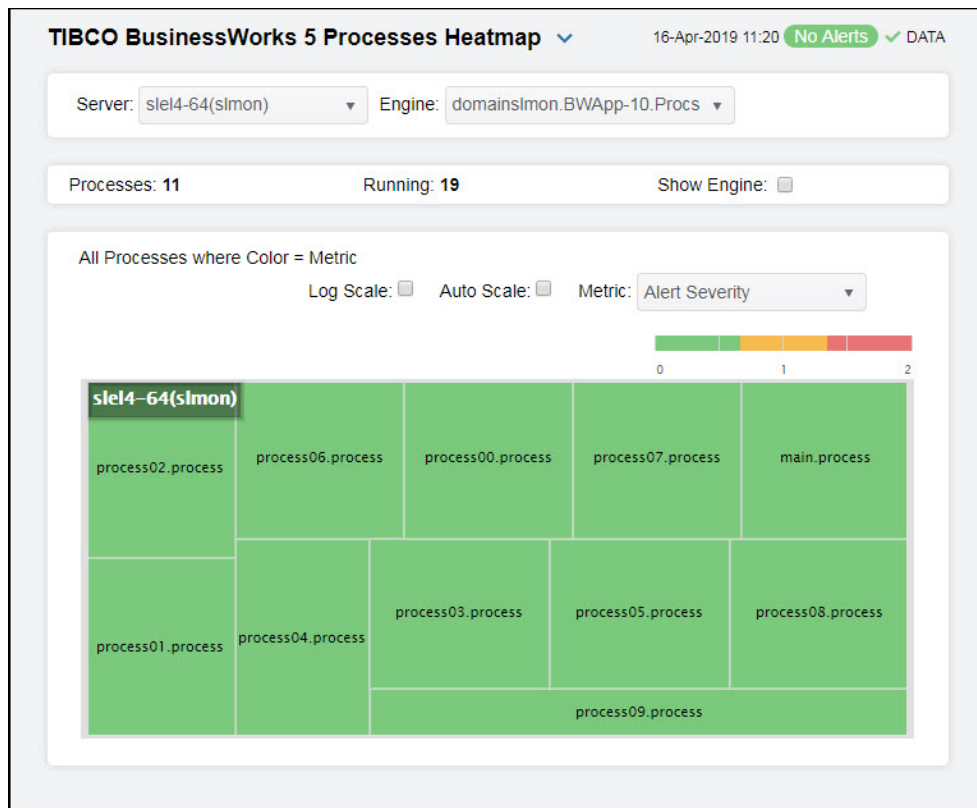 TIBCO BusinessWorks 5 Processes Heatmap 16-Apr-2019 11:20 No Alerts DATA
Server: slel4-64(slmon) Engine: domainslmon.BWApp-10.Procs
Processes: 11 Running: 19 Show Engine:
All Processes where Color = Metric
Log Scale: Auto Scale: Metric: Alert Severity
0 1 2
slel4-64(slmon)
process02.process process06.process process00.process process07.process main.process
process01.process process04.process process03.process process05.process process08.process
process09.process